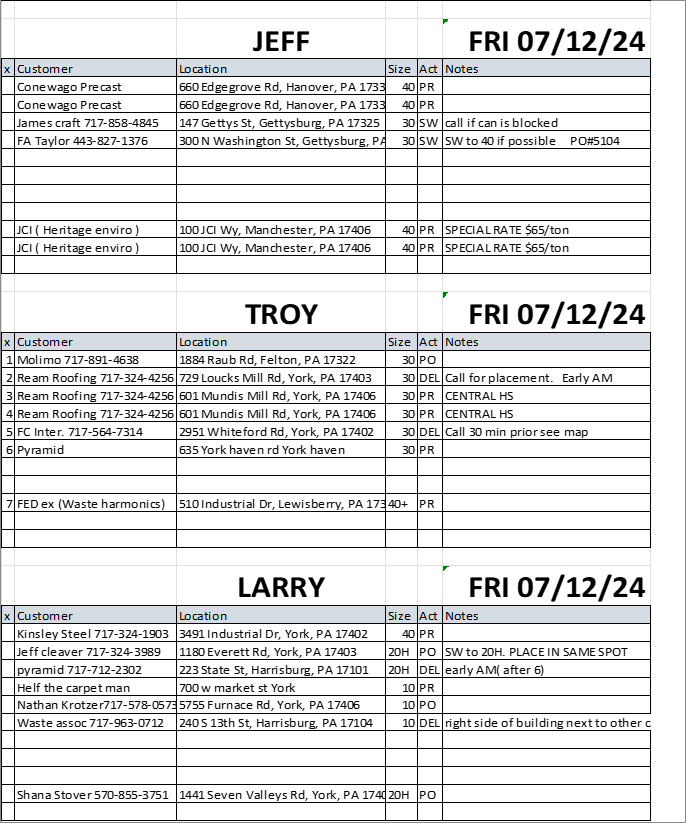 JEFF FRI 07/12/24
x Customer Location Size Act Notes
Conewago Precast 660 Edgegrove Rd, Hanover, PA 1733 40 PR
Conewago Precast 660 Edgegrove Rd, Hanover, PA 1733 40 PR
James craft 717-858-4845 147 Gettys St, Gettysburg, PA 17325 30 SW call if can is blocked
FA Taylor 443-827-1376 300 N Washington St, Gettysburg, PA 30 SW SW to 40 if possible PO#5104
JCI ( Heritage enviro ) 100 JCI Wy, Manchester, PA 17406 40 PR SPECIAL RATE $65/ton
JCI ( Heritage enviro ) 100 JCI Wy, Manchester, PA 17406 40 PR SPECIAL RATE $65/ton
TROY FRI 07/12/24
x Customer Location Size Act Notes
1 Molimo 717-891-4638 1884 Raub Rd, Felton, PA 17322 30 PO
2 Ream Roofing 717-324-4256 729 Loucks Mill Rd, York, PA 17403 30 DEL Call for placement. Early AM
3 Ream Roofing 717-324-4256 601 Mundis Mill Rd, York, PA 17406 30 PR CENTRAL HS
4 Ream Roofing 717-324-4256 601 Mundis Mill Rd, York, PA 17406 30 PR CENTRAL HS
5 FC Inter. 717-564-7314 2951 Whiteford Rd, York, PA 17402 30 DEL Call 30 min prior see map
6 Pyramid 635 York haven rd York haven 30 PR
7 FED ex (Waste harmonics) 510 Industrial Dr, Lewisberry, PA 173 40+ PR
LARRY FRI 07/12/24
x Customer Location Size Act Notes
Kinsley Steel 717-324-1903 3491 Industrial Dr, York, PA 17402 40 PR
Jeff cleaver 717-324-3989 1180 Everett Rd, York, PA 17403 20H PO SW to 20H. PLACE IN SAME SPOT
pyramid 717-712-2302 223 State St, Harrisburg, PA 17101 20H DEL early AM( after 6)
Helf the carpet man 700 w market st York 10 PR
Nathan Krotzer717-578-0573 5755 Furnace Rd, York, PA 17406 10 PO
Waste assoc 717-963-0712 240 S 13th St, Harrisburg, PA 17104 10 DEL right side of building next to other c
Shana Stover 570-855-3751 1441 Seven Valleys Rd, York, PA 1740 20H PO